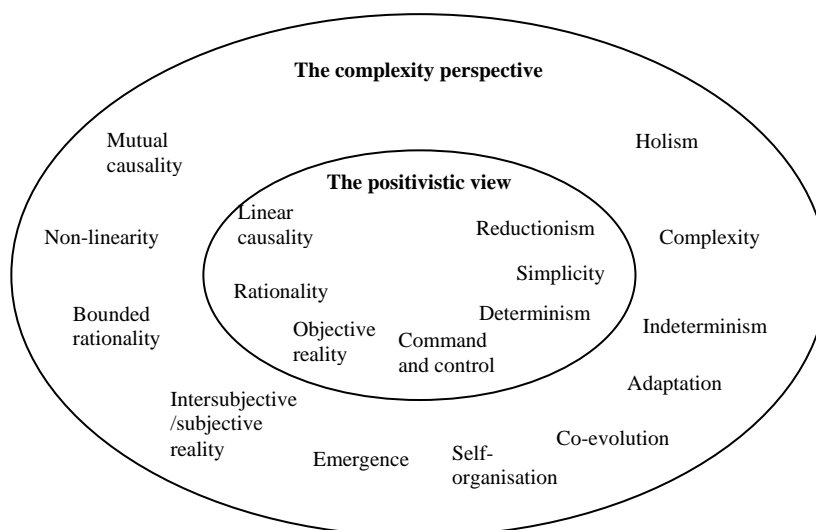 The complexity perspective
Mutual
causality
Holism
The positivistic view
Linear
causality
Reductionism
Non-linearity
Complexity
Simplicity
Rationality
Determinism
Bounded
rationality
Objective
reality
Command
and control
Indeterminism
Adaptation
Intersubjective
/subjective
reality
Emergence
Self-
organisation
Co-evolution